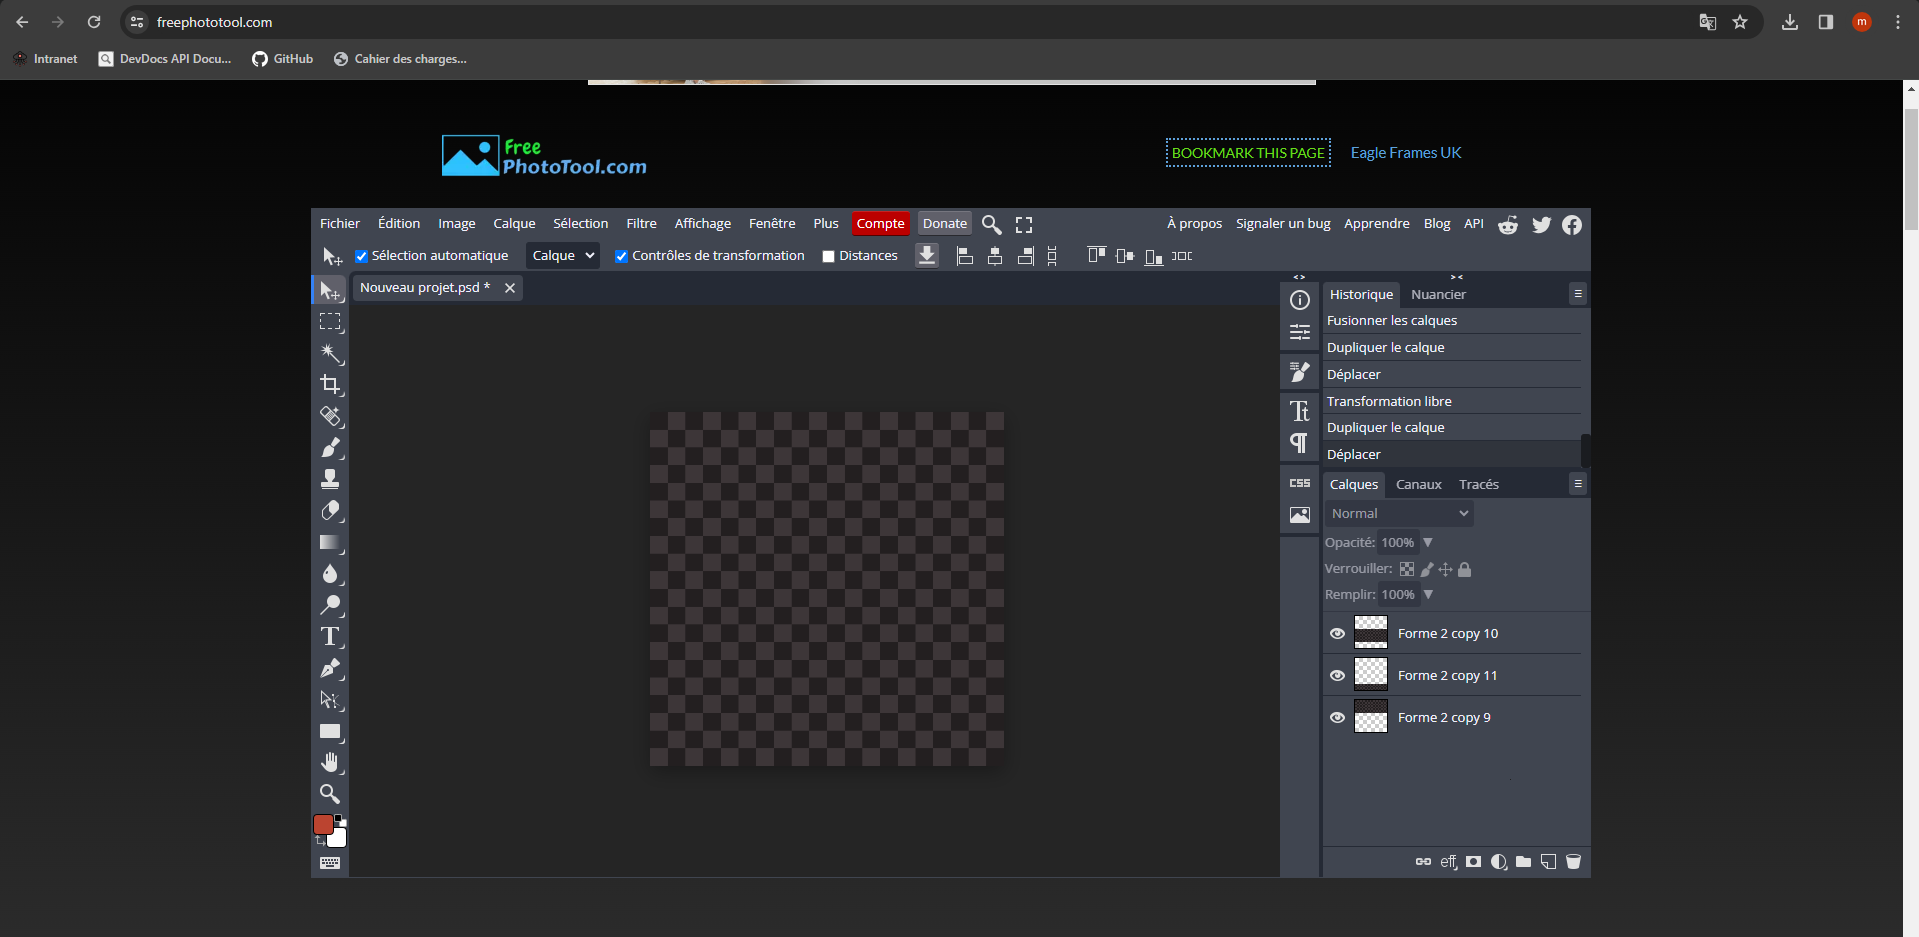 freephototool.com
m
Intranet
DevDocs API Docu...
GitHub
Cahier des charges...
Free
PhotoTool.com
BOOKMARK THIS PAGE
Eagle Frames UK
Fichier Édition Image Calque Sélection Filtre Affichage Fenêtre Plus Compte Donate
À propos Signaler un bug Apprendre Blog API
Sélection automatique Calque Contrôles de transformation Distances
Nouveau projet.psd *
Historique Nuancier
Fusionner les calques
Dupliquer le calque
Déplacer
Transformation libre
Dupliquer le calque
Déplacer
CSS
Calques Canaux Tracés
Normal
Opacité: 100%
Verrouiller:
Remplir: 100%
Forme 2 copy 10
Forme 2 copy 11
Forme 2 copy 9
eff